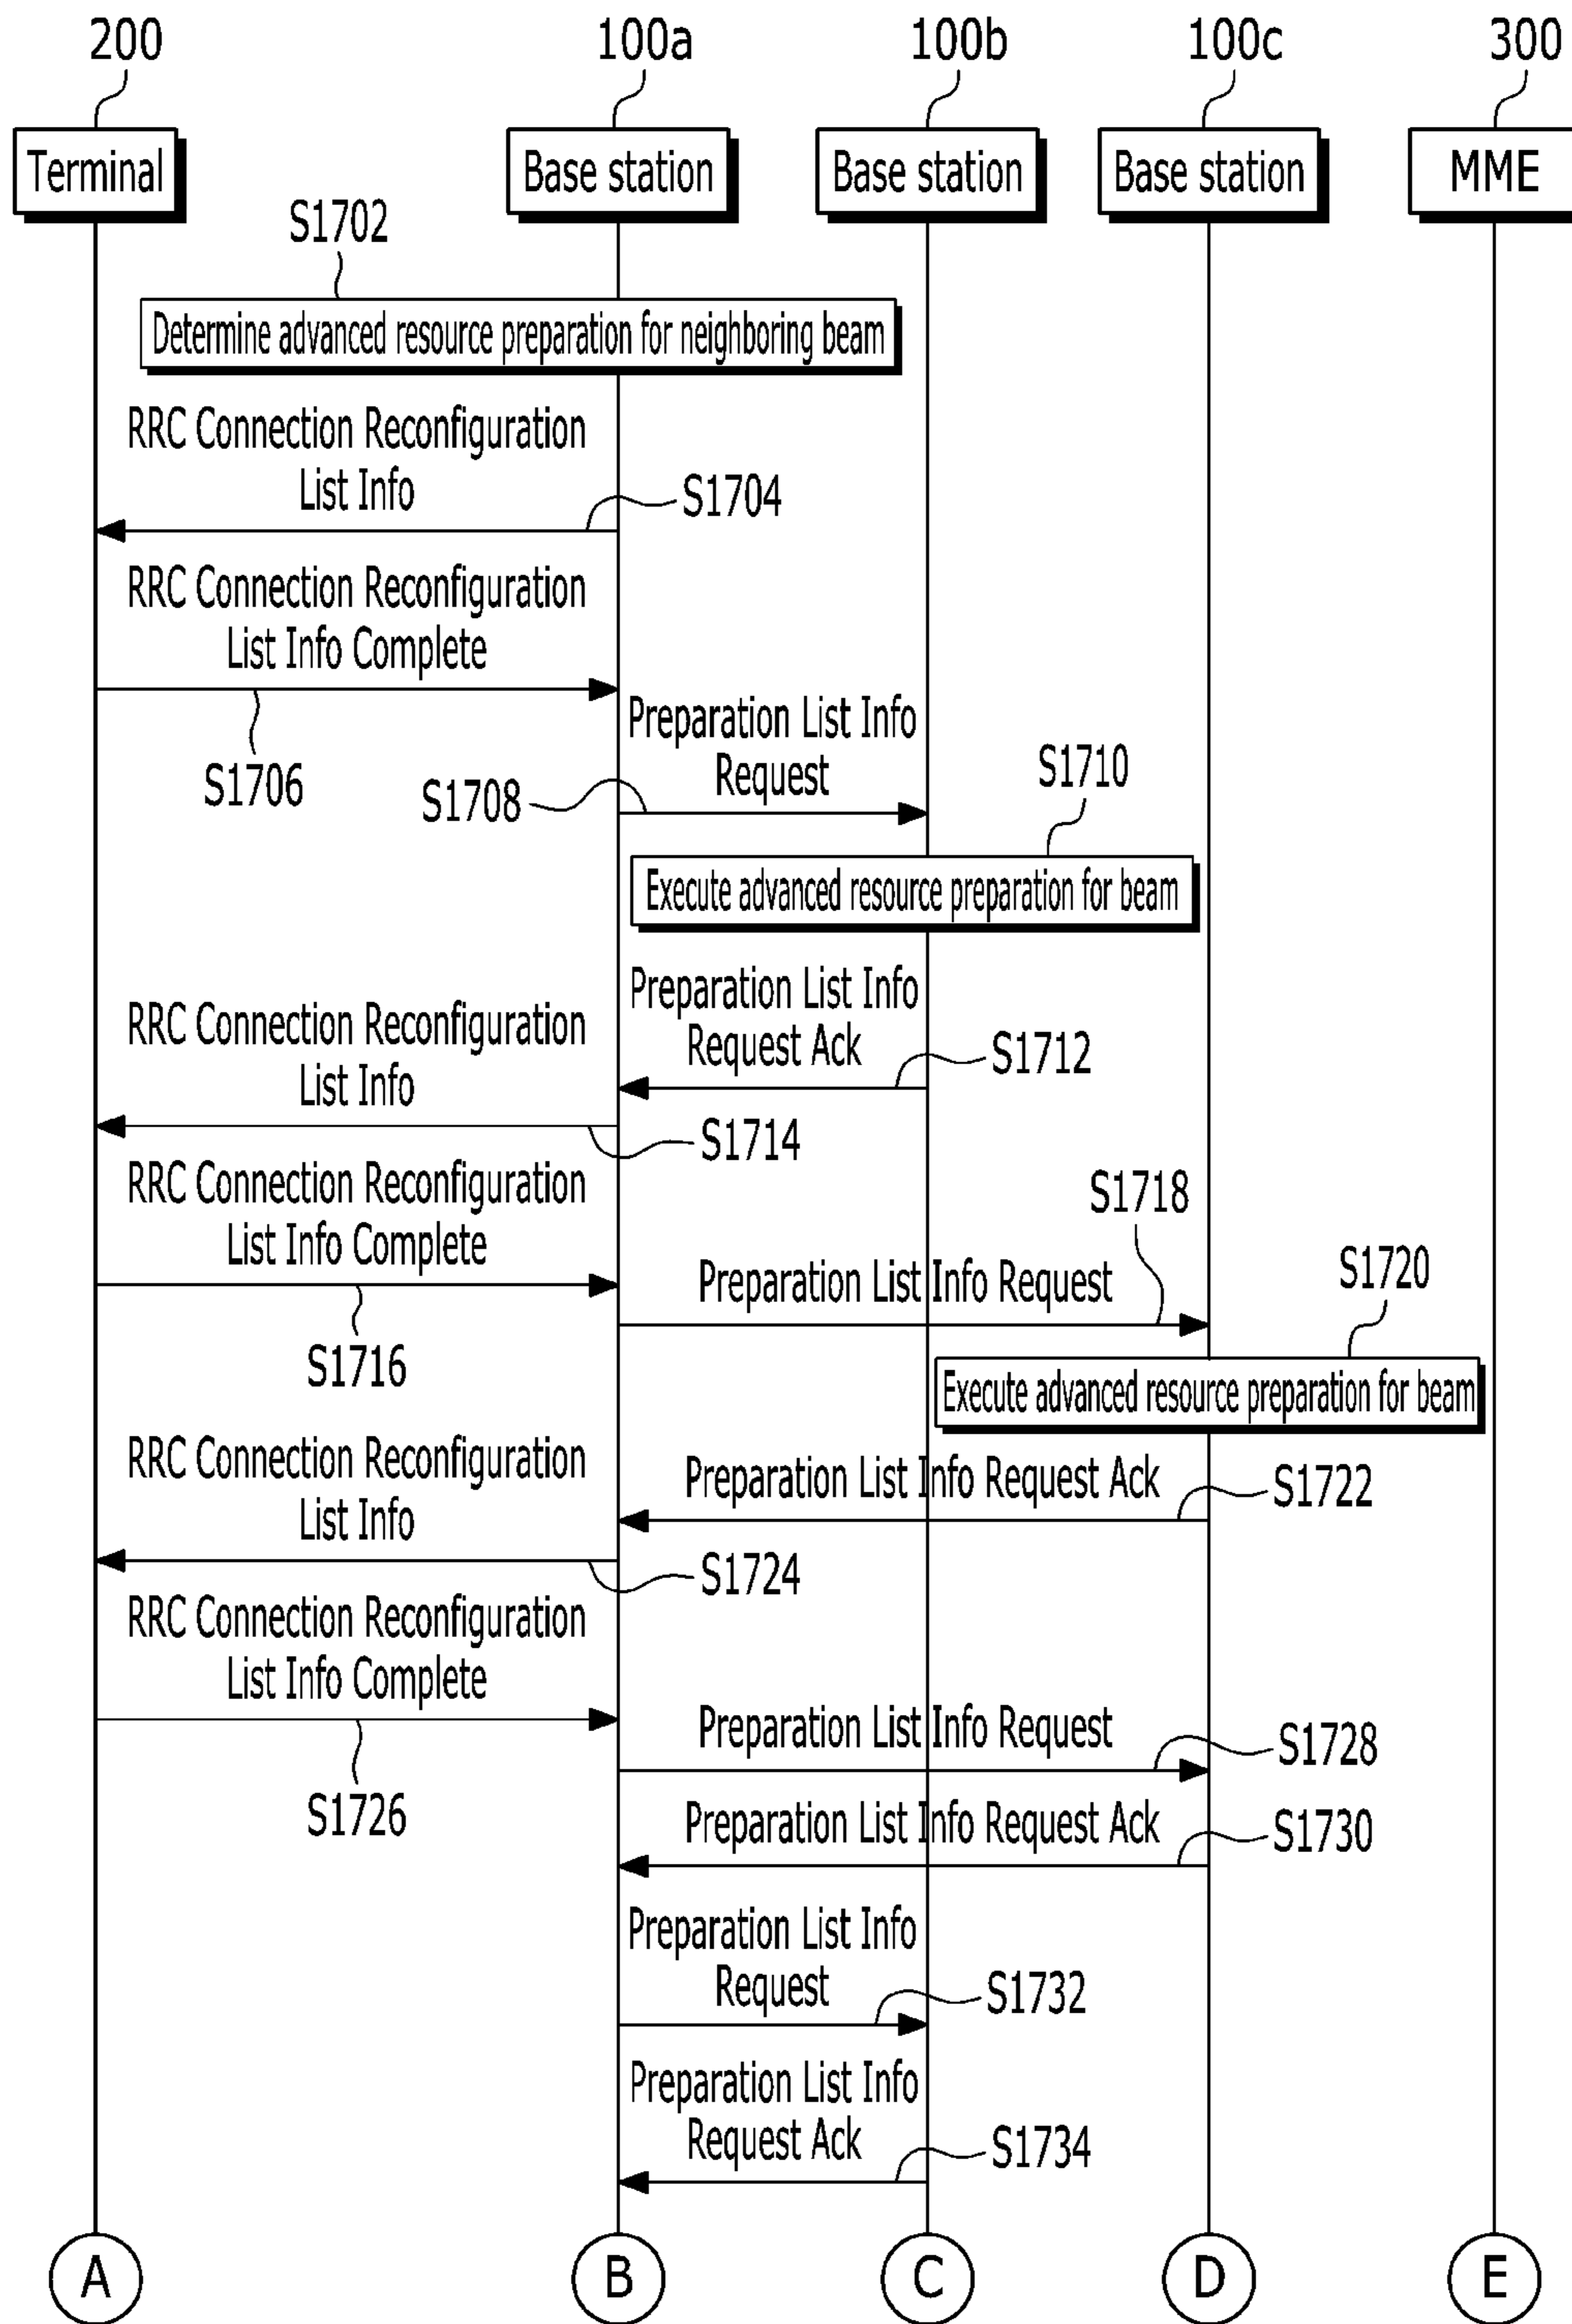 200
100a
100b
100c
300
Terminal
Base station
Base station
Base station
MME
S1702
Determine advanced resource preparation for neighboring beam
RRC Connection Reconfiguration
List Info
S1704
RRC Connection Reconfiguration
List Info Complete
S1706
Preparation List Info
Request
S1708
S1710
Execute advanced resource preparation for beam
Preparation List Info
Request Ack
S1712
RRC Connection Reconfiguration
List Info
S1714
RRC Connection Reconfiguration
List Info Complete
S1716
S1718
Preparation List Info Request
S1720
Execute advanced resource preparation for beam
Preparation List Info Request Ack
S1722
RRC Connection Reconfiguration
List Info
S1724
RRC Connection Reconfiguration
List Info Complete
S1726
Preparation List Info Request
S1728
Preparation List Info Request Ack
S1730
Preparation List Info
Request
S1732
Preparation List Info
Request Ack
S1734
A
B
C
D
E